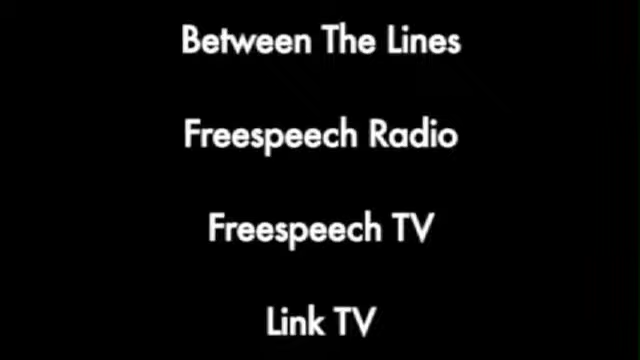 Between The Lines
Freespeech Radio
Freespeech TV
Link TV